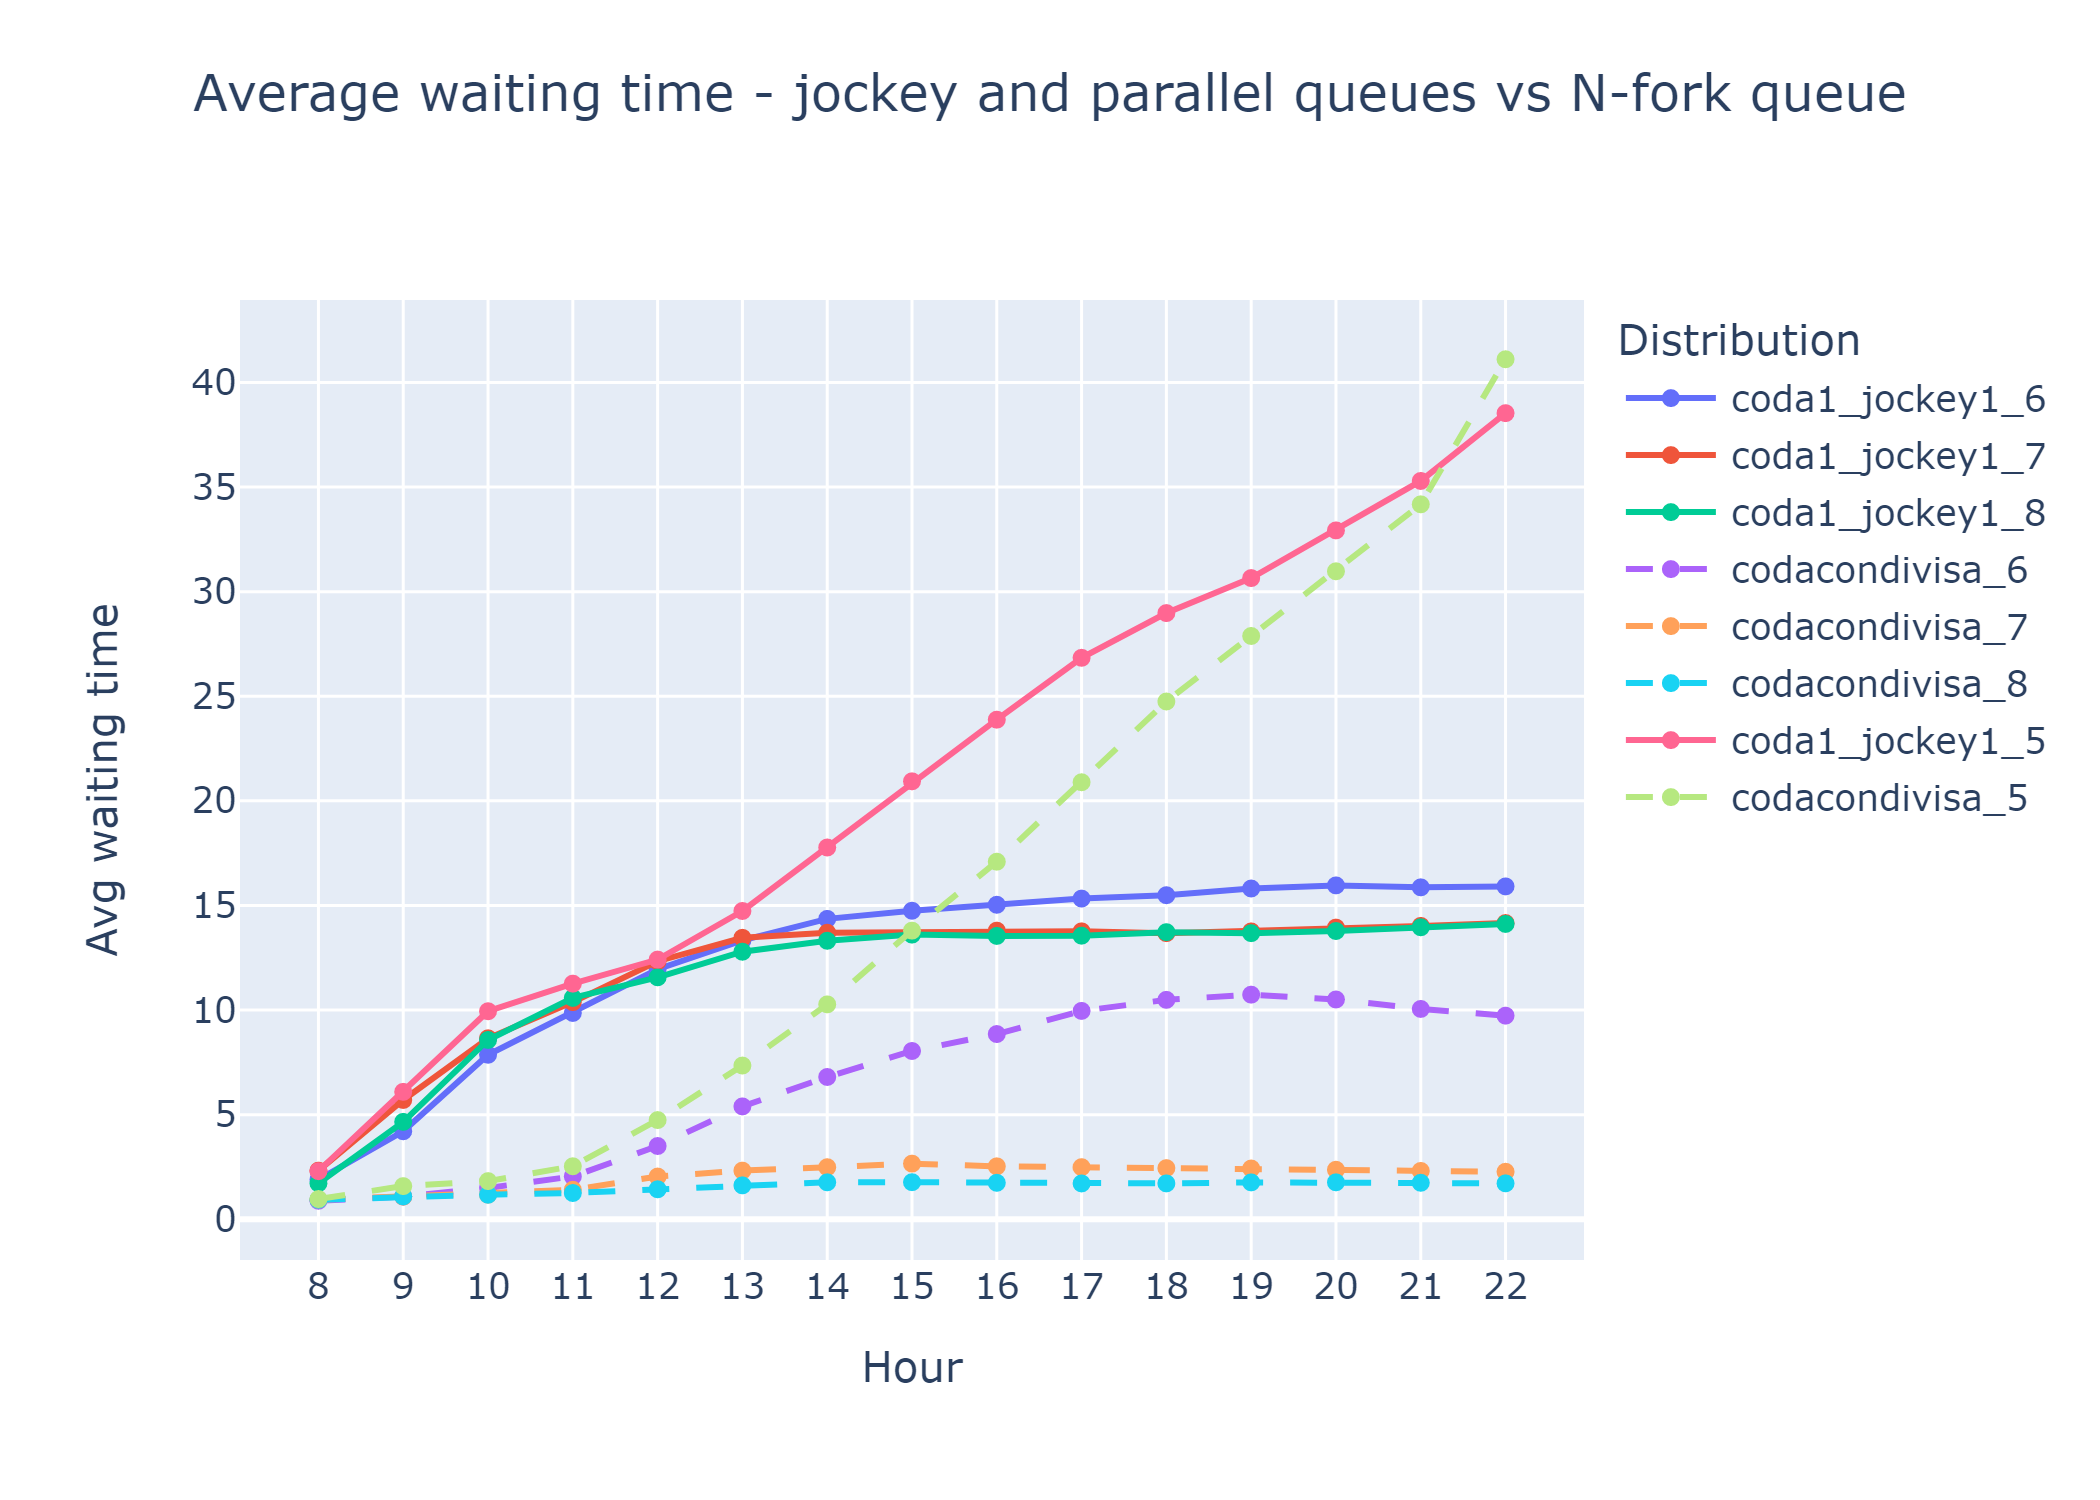 Average waiting time - jockey and parallel queues vs N-fork queue
Distribution
coda1_jockey1_6
coda1_jockey1_7
coda1_jockey1_8
codacondivisa_6
codacondivisa_7
codacondivisa_8
coda1_jockey1_5
codacondivisa_5
Avg waiting time
40
35
30
25
20
15
10
5
0
8 9 10 11 12 13 14 15 16 17 18 19 20 21 22
Hour